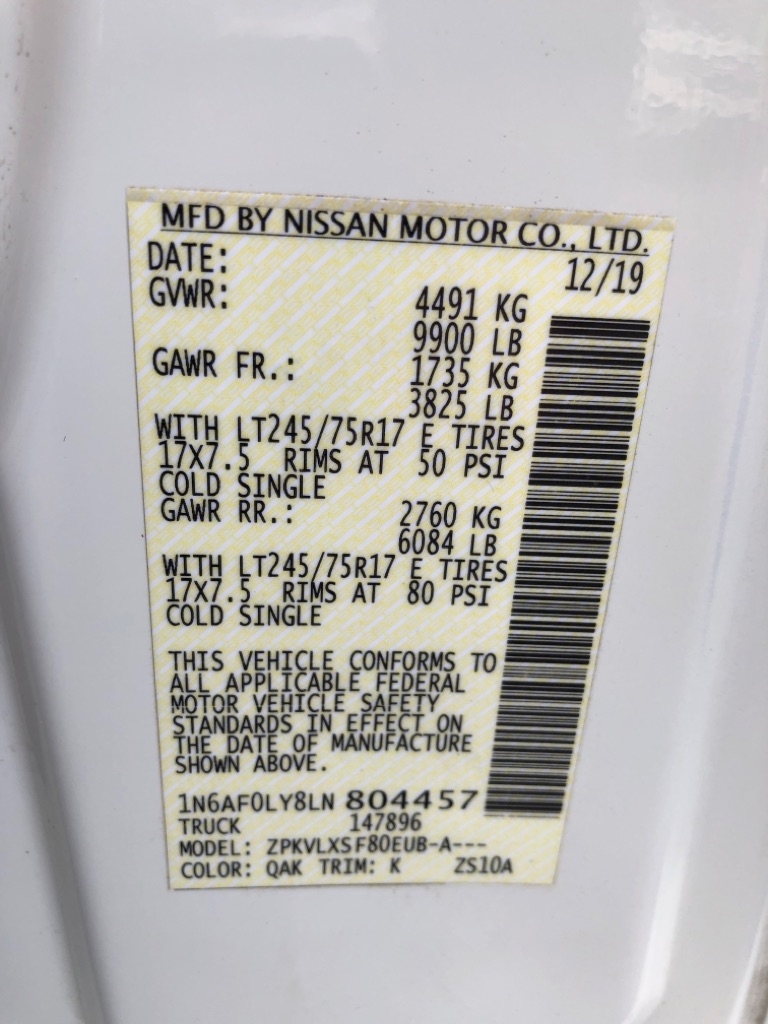 MFD BY NISSAN MOTOR CO., LTD.
DATE: 12/19
GVWR: 4491 KG
9900 LB
GAWR FR.: 1735 KG
3825 LB
WITH LT245/75R17 E TIRES
17X7.5 RIMS AT 50 PSI
COLD SINGLE
GAWR RR.: 2760 KG
6084 LB
WITH LT245/75R17 E TIRES
17X7.5 RIMS AT 80 PSI
COLD SINGLE
THIS VEHICLE CONFORMS TO
ALL APPLICABLE FEDERAL
MOTOR VEHICLE SAFETY
STANDARDS IN EFFECT ON
THE DATE OF MANUFACTURE
SHOWN ABOVE.
1N6AF0LY8LN 804457
TRUCK 147896
MODEL: ZPKVLXSF80EUB-A---
COLOR: QAK TRIM: K ZS10A